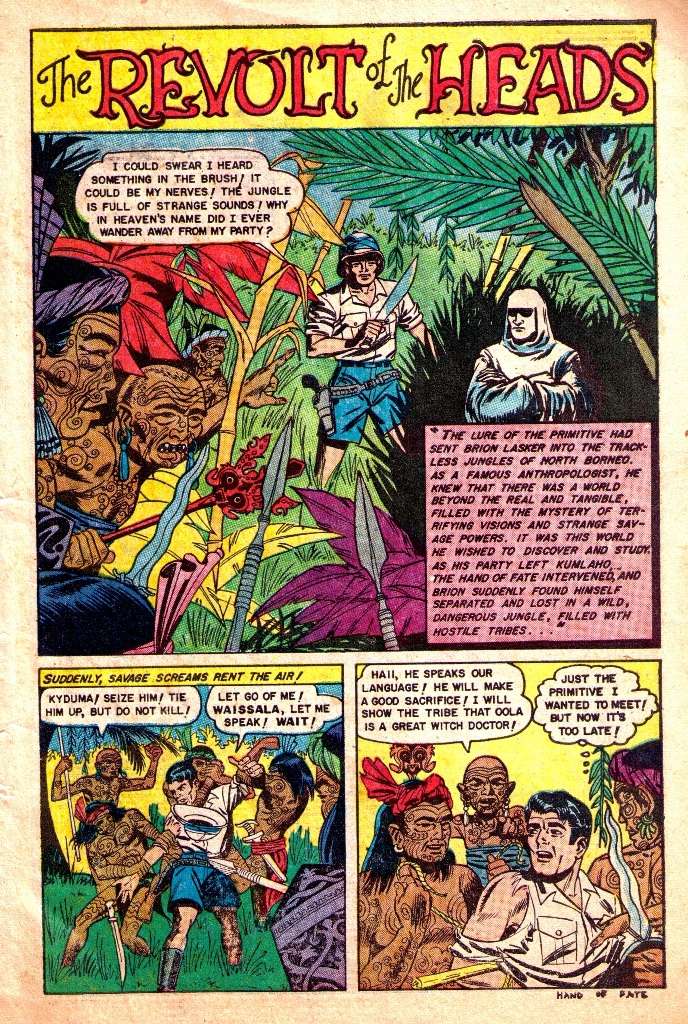 The REVOLT of The HEADS
I COULD SWEAR I HEARD
SOMETHING IN THE BRUSH! IT
COULD BE MY NERVES! THE JUNGLE
IS FULL OF STRANGE SOUNDS! WHY
IN HEAVEN'S NAME DID I EVER
WANDER AWAY FROM MY PARTY?
"THE LURE OF THE PRIMITIVE HAD
SENT BRION LASKER INTO THE TRACK-
LESS JUNGLES OF NORTH BORNEO.
AS A FAMOUS ANTHROPOLOGIST, HE
KNEW THAT THERE WAS A WORLD
BEYOND THE REAL AND TANGIBLE,
FILLED WITH THE MYSTERY OF TER-
RIFYING VISIONS AND STRANGE SAV-
AGE POWERS. IT WAS THIS WORLD
HE WISHED TO DISCOVER AND STUDY.
AS HIS PARTY LEFT KUMLAHO...
THE HAND OF FATE INTERVENED, AND
BRION SUDDENLY FOUND HIMSELF
SEPARATED AND LOST IN A WILD,
DANGEROUS JUNGLE, FILLED WITH
HOSTILE TRIBES..."
SUDDENLY, SAVAGE SCREAMS RENT THE AIR!
KYDUMA! SEIZE HIM! TIE
HIM UP, BUT DO NOT KILL!
LET GO OF ME!
WAISSALA, LET ME
SPEAK! WAIT!
HAII, HE SPEAKS OUR
LANGUAGE! HE WILL MAKE
A GOOD SACRIFICE! I WILL
SHOW THE TRIBE THAT OOLA
IS A GREAT WITCH DOCTOR!
JUST THE
PRIMITIVE I
WANTED TO MEET!
BUT NOW IT'S
TOO LATE!
HAND OF FATE